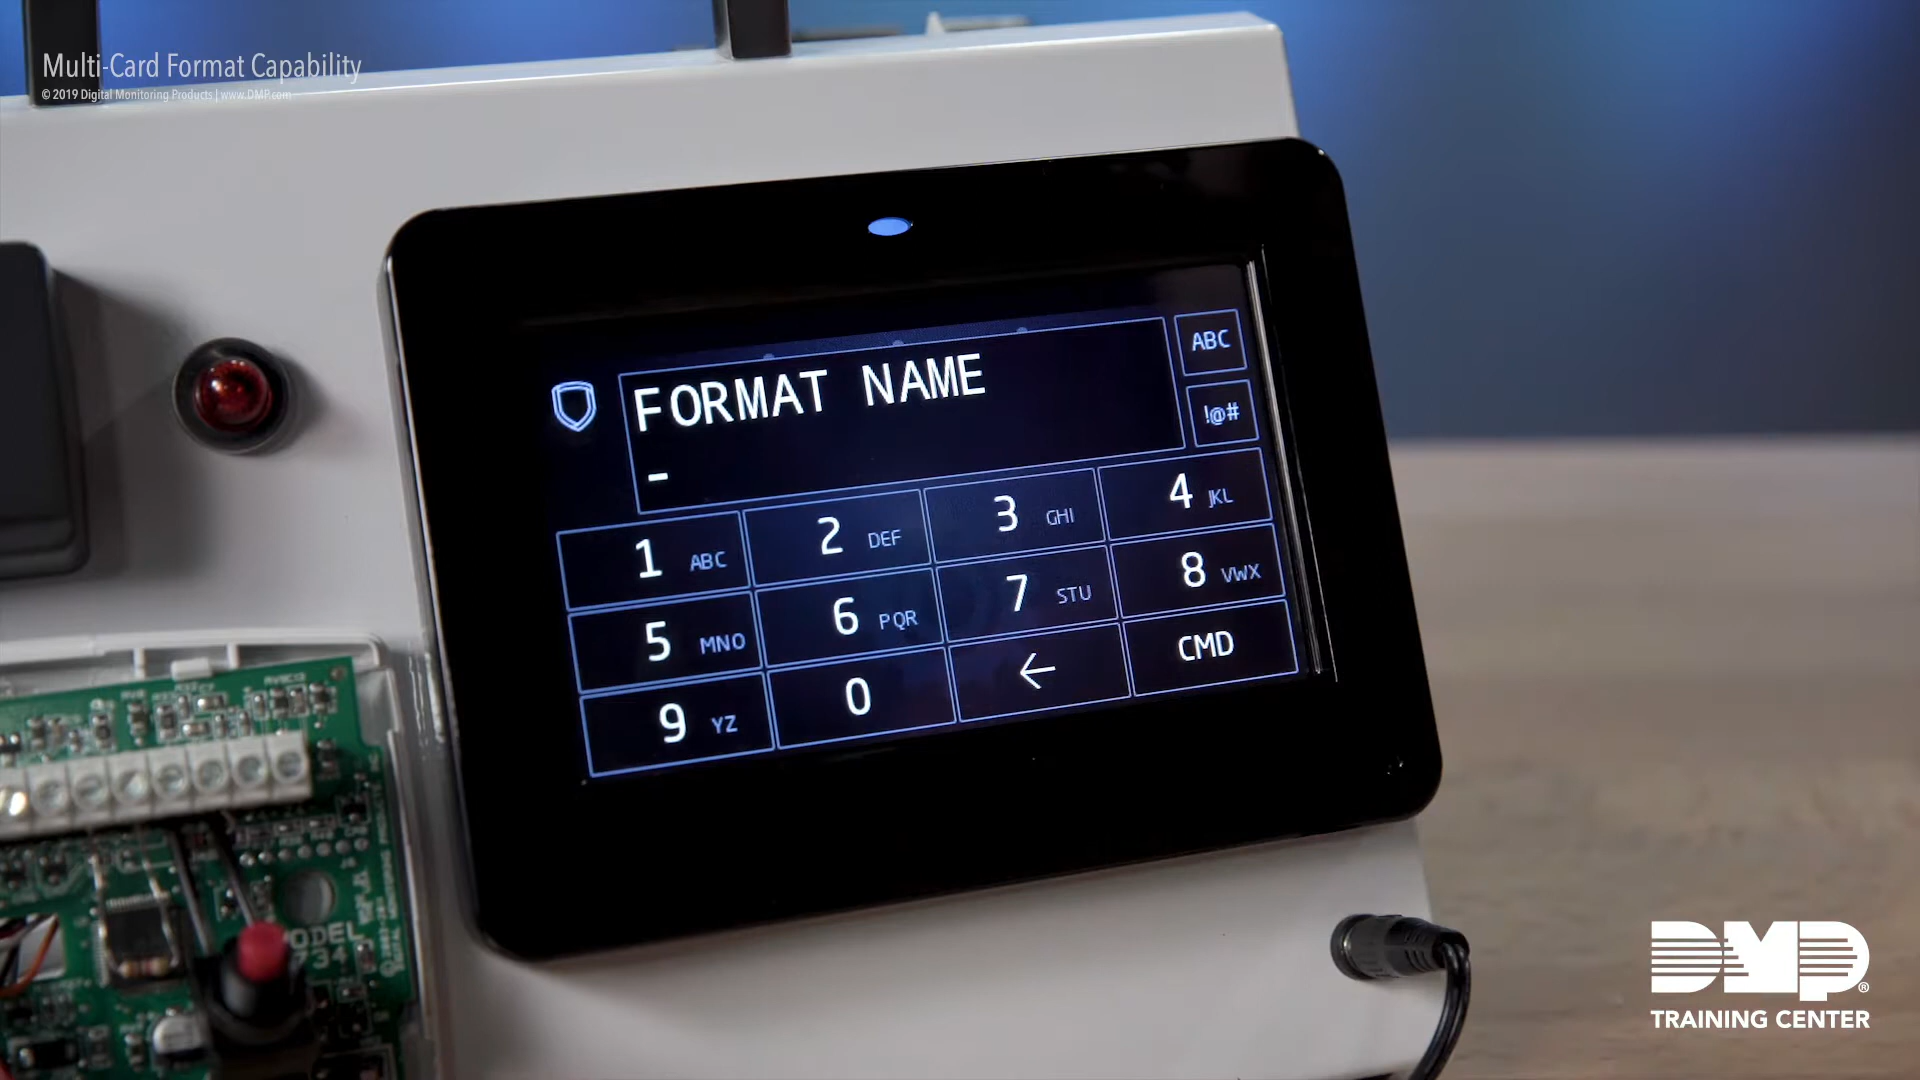 Multi-Card Format Capability
© 2019 Digital Monitoring Products | www.DMP.com
FORMAT NAME
-
ABC
!@#
1 ABC
2 DEF
3 GHI
4 JKL
5 MNO
6 PQR
7 STU
8 VWX
9 YZ
0
←
CMD
DMP®
TRAINING CENTER